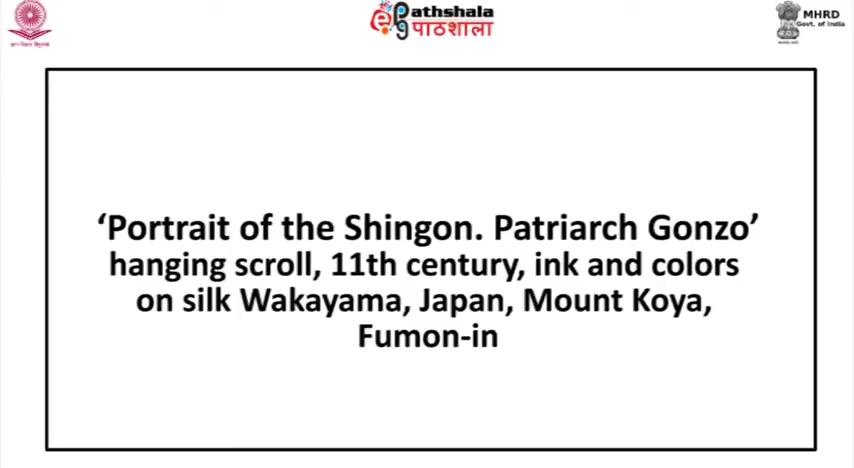 ePathshala
पाठशाला
MHRD
Govt. of India
‘Portrait of the Shingon. Patriarch Gonzo’
hanging scroll, 11th century, ink and colors
on silk Wakayama, Japan, Mount Koya,
Fumon-in